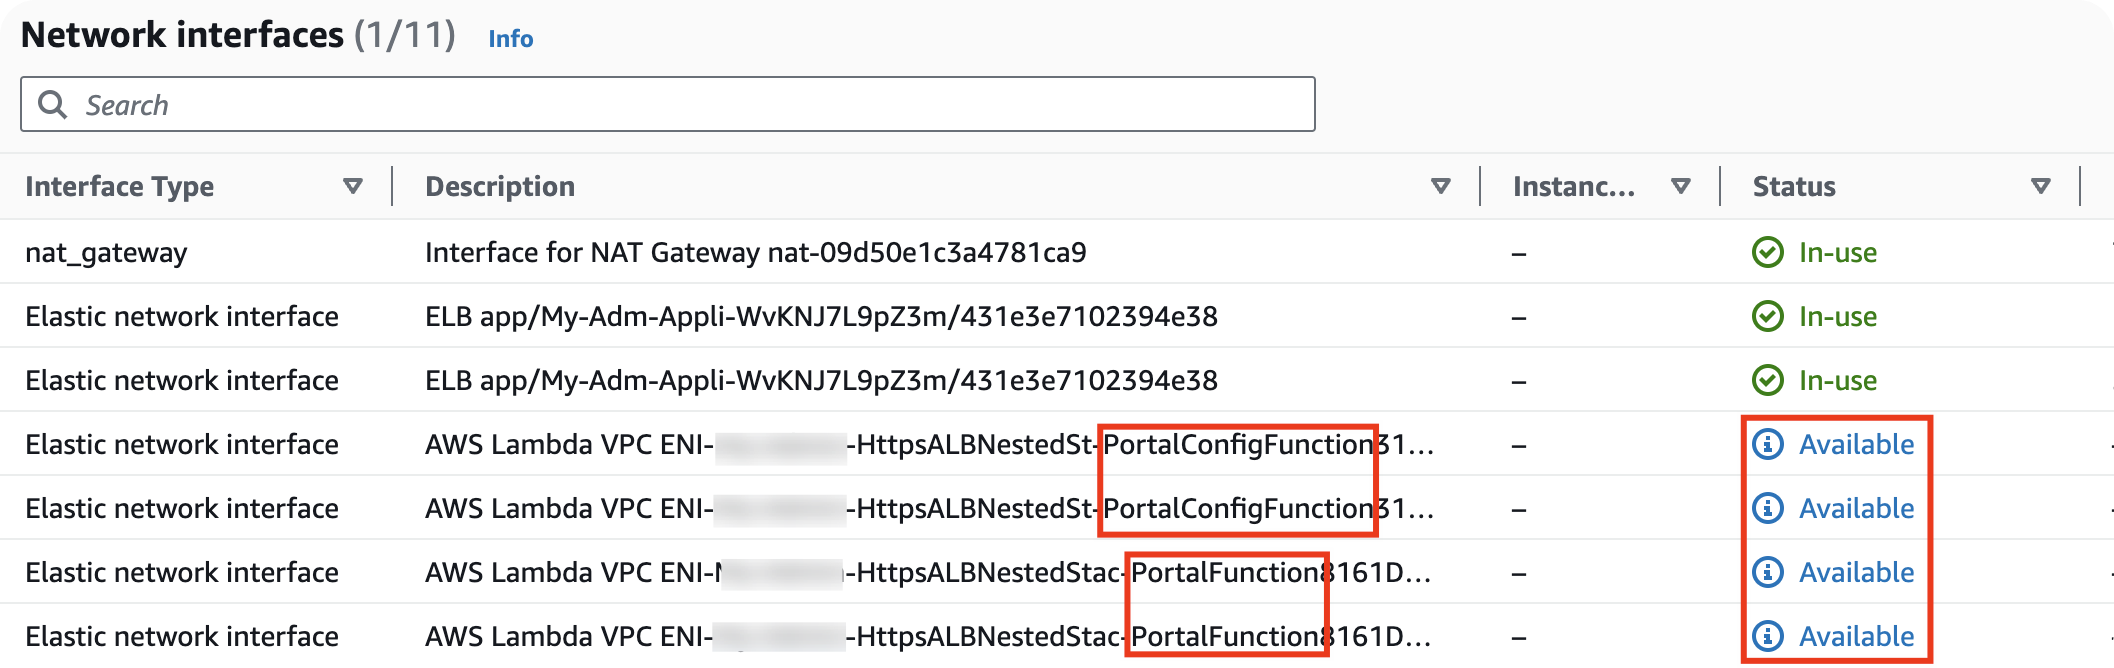 Network interfaces (1/11) Info
Search
Interface Type Description Instanc... Status
nat_gateway Interface for NAT Gateway nat-09d50e1c3a4781ca9 – In-use
Elastic network interface ELB app/My-Adm-Appli-WvKNJ7L9pZ3m/431e3e7102394e38 – In-use
Elastic network interface ELB app/My-Adm-Appli-WvKNJ7L9pZ3m/431e3e7102394e38 – In-use
Elastic network interface AWS Lambda VPC ENI- -HttpsALBNestedSt-PortalConfigFunction31... – Available
Elastic network interface AWS Lambda VPC ENI- -HttpsALBNestedSt-PortalConfigFunction31... – Available
Elastic network interface AWS Lambda VPC ENI- -HttpsALBNestedStac-PortalFunction8161D... – Available
Elastic network interface AWS Lambda VPC ENI- -HttpsALBNestedStac-PortalFunction8161D... – Available